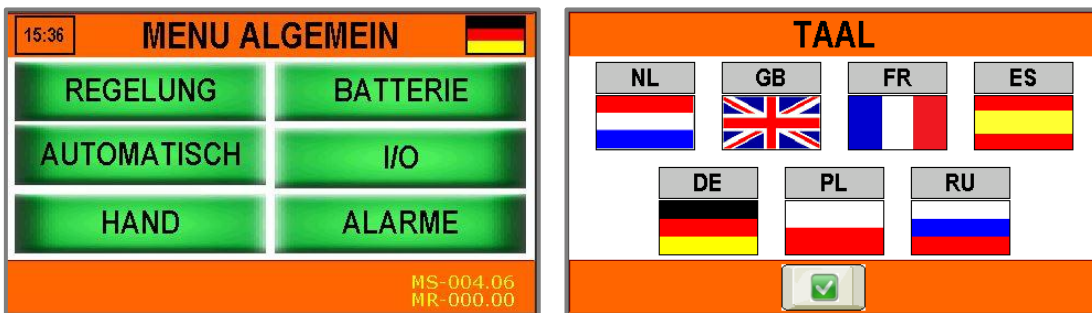 15:36 MENU ALGEMEIN
REGELUNG BATTERIE
AUTOMATISCH I/O
HAND ALARME
MS-004.06
MR-000.00
TAAL
NL GB FR ES
DE PL RU